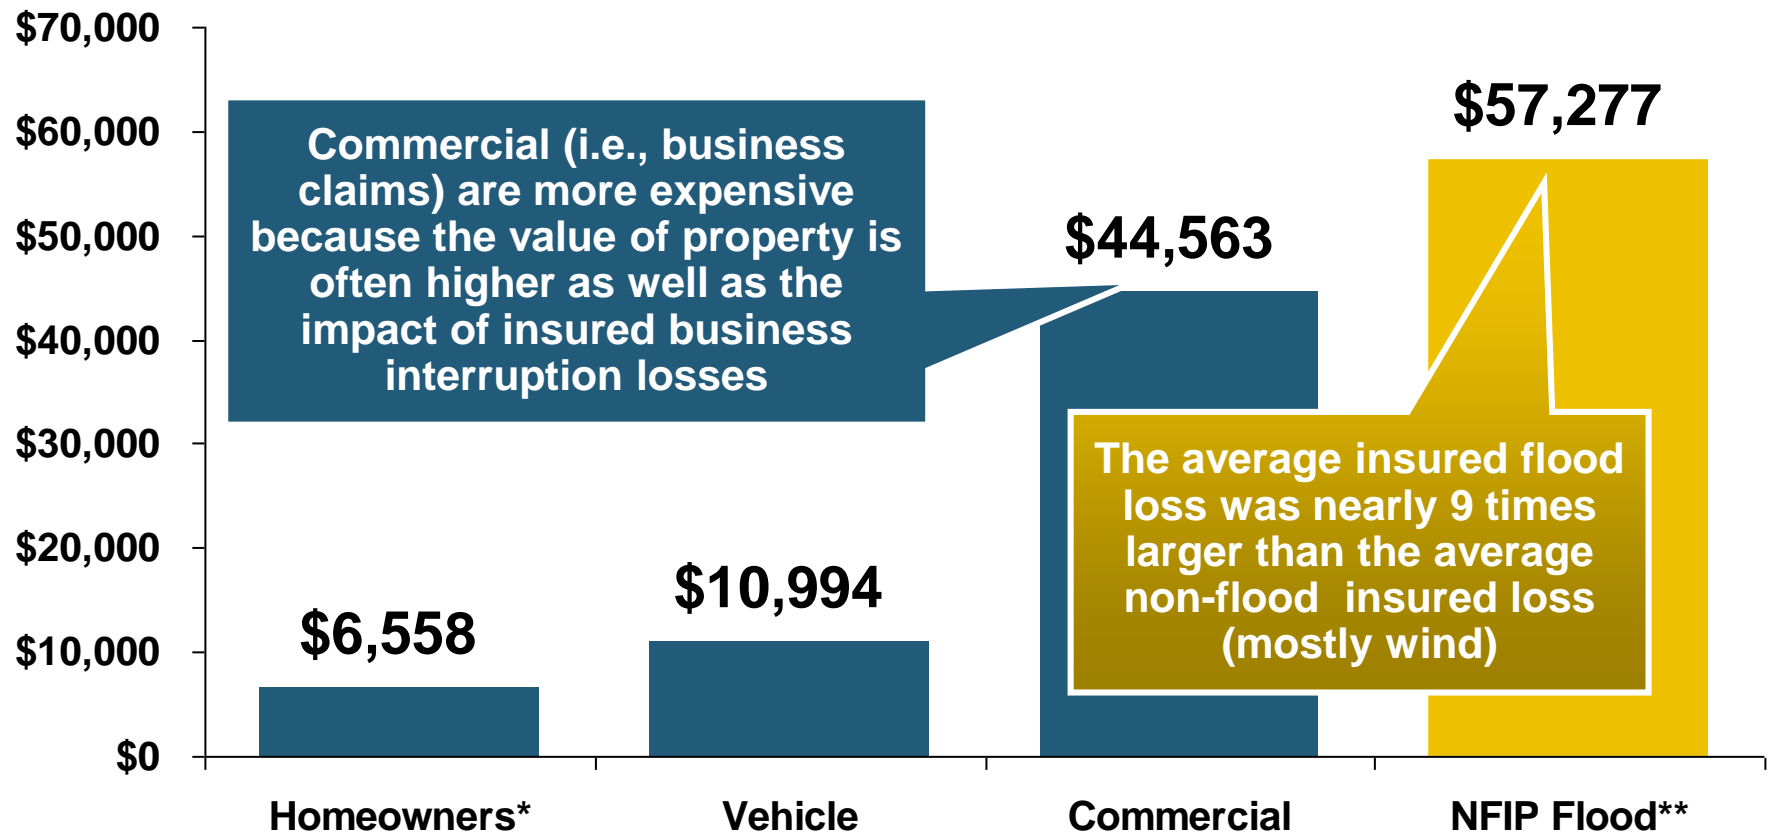 $70,000
$60,000
$50,000
$40,000
$30,000
$20,000
$10,000
$0
Commercial (i.e., business
claims) are more expensive
because the value of property is
often higher as well as the
impact of insured business
interruption losses
$6,558
$10,994
$44,563
$57,277
The average insured flood
loss was nearly 9 times
larger than the average
non-flood  insured loss
(mostly wind)
Homeowners*
Vehicle
Commercial
NFIP Flood**